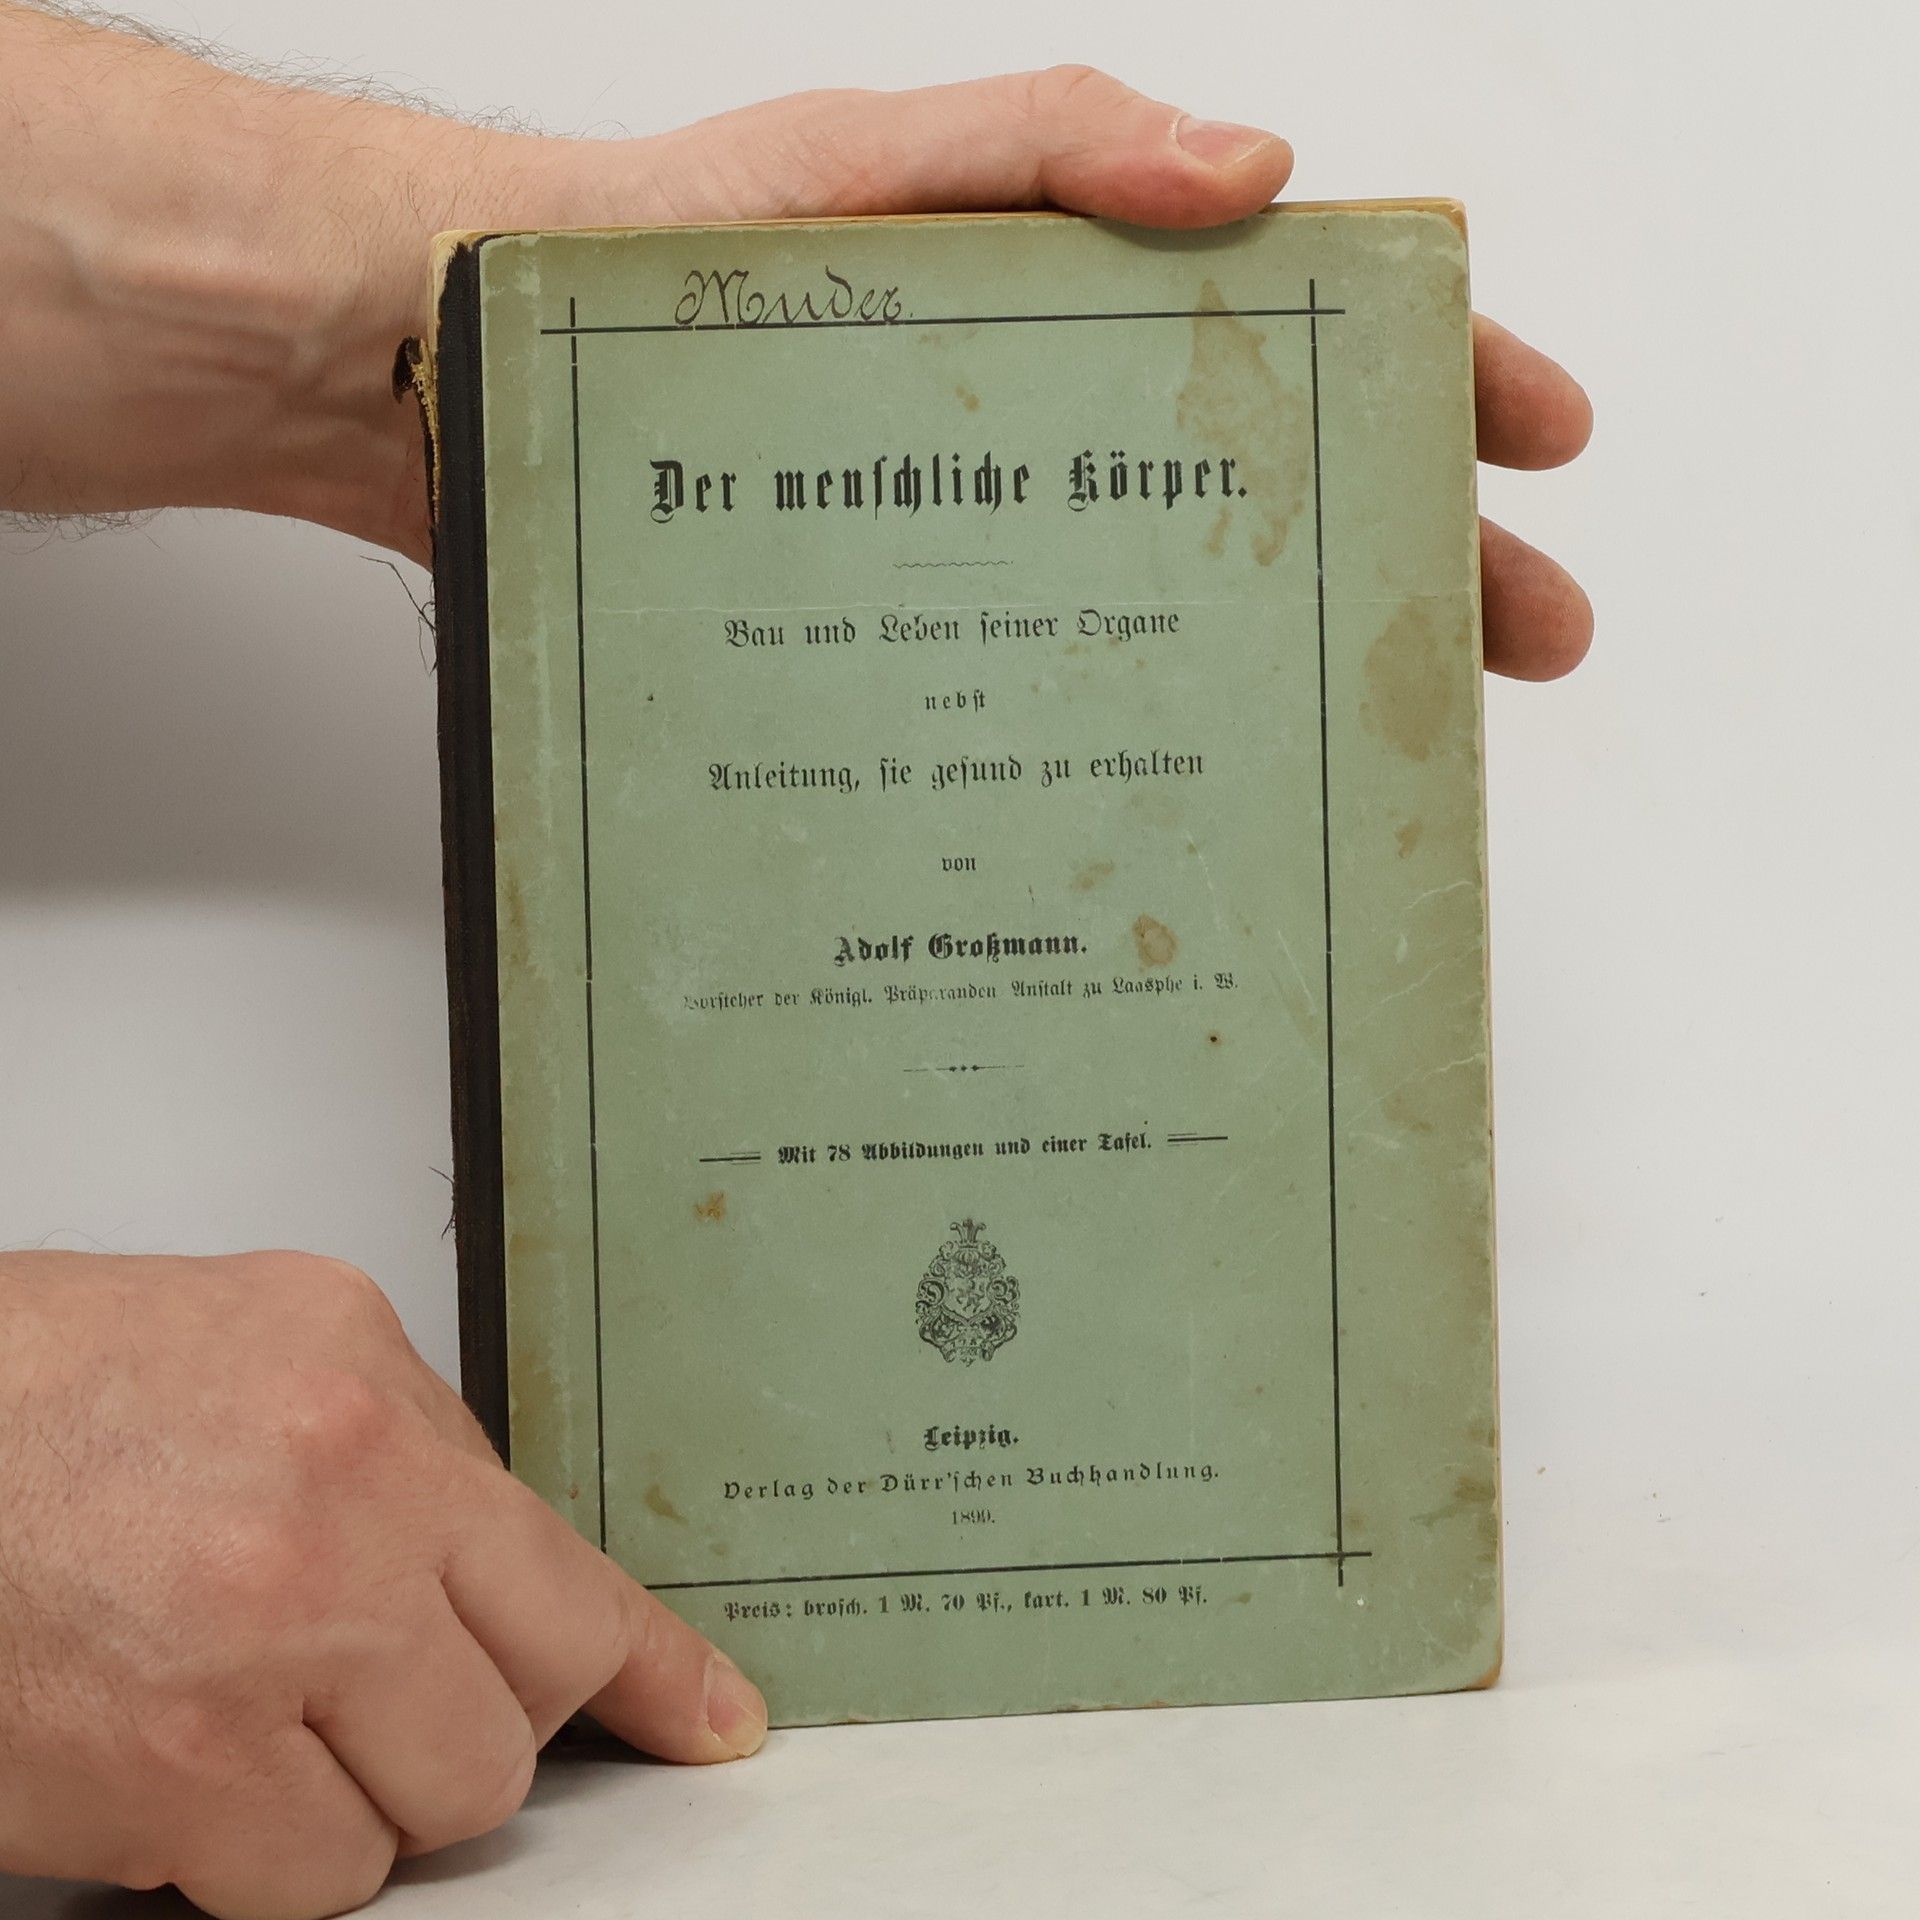 Muder.
Der menſchliche Körper.
Bau und Leben ſeiner Organe
nebſt
Anleitung, ſie geſund zu erhalten
von
Adolf Großmann.
Vorſteher der Königl. Präparanden Anſtalt zu Laasphe i. W.
Mit 78 Abbildungen und einer Tafel.
D B
Leipzig.
Verlag der Dürr'ſchen Buchhandlung.
1899.
Preis: broſch. 1 M. 70 Pf., kart. 1 M. 80 Pf.